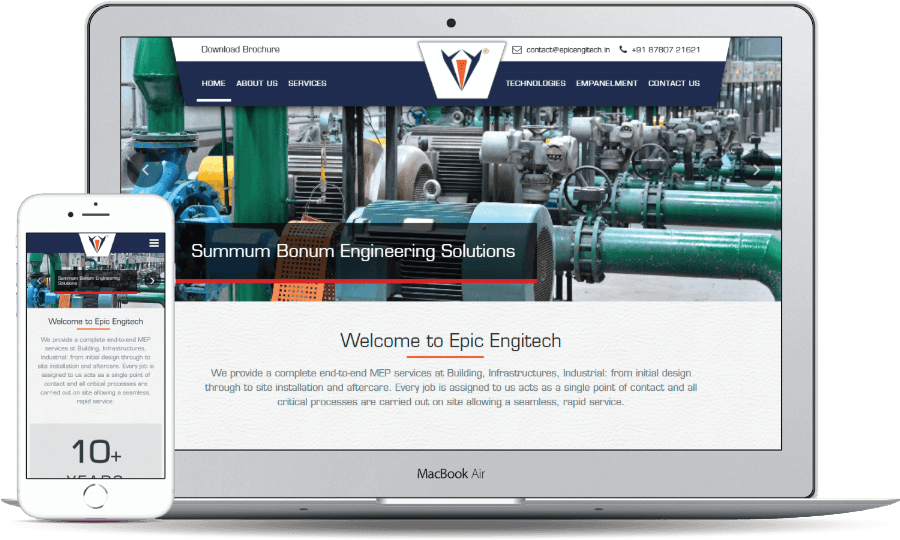 Download Brochure
contact@epicengitech.in
+91 87807 21621
HOME ABOUT US SERVICES
TECHNOLOGIES EMPANELMENT CONTACT US
Summum Bonum Engineering Solutions
Welcome to Epic Engitech
We provide a complete end-to-end MEP services at Building, Infrastructures, Industrial: from initial design
through to site installation and aftercare. Every job is assigned to us acts as a single point of contact and all
critical processes are carried out on site allowing a seamless, rapid service.
MacBook Air
Summum Bonum Engineering
Solutions
Welcome to Epic Engitech
We provide a complete end-to-end MEP
services at Building, Infrastructures,
Industrial: from initial design through to
site installation and aftercare. Every job is
assigned to us acts as a single point of
contact and all critical processes are
carried out on site allowing a seamless,
rapid service.
10+
YEARS